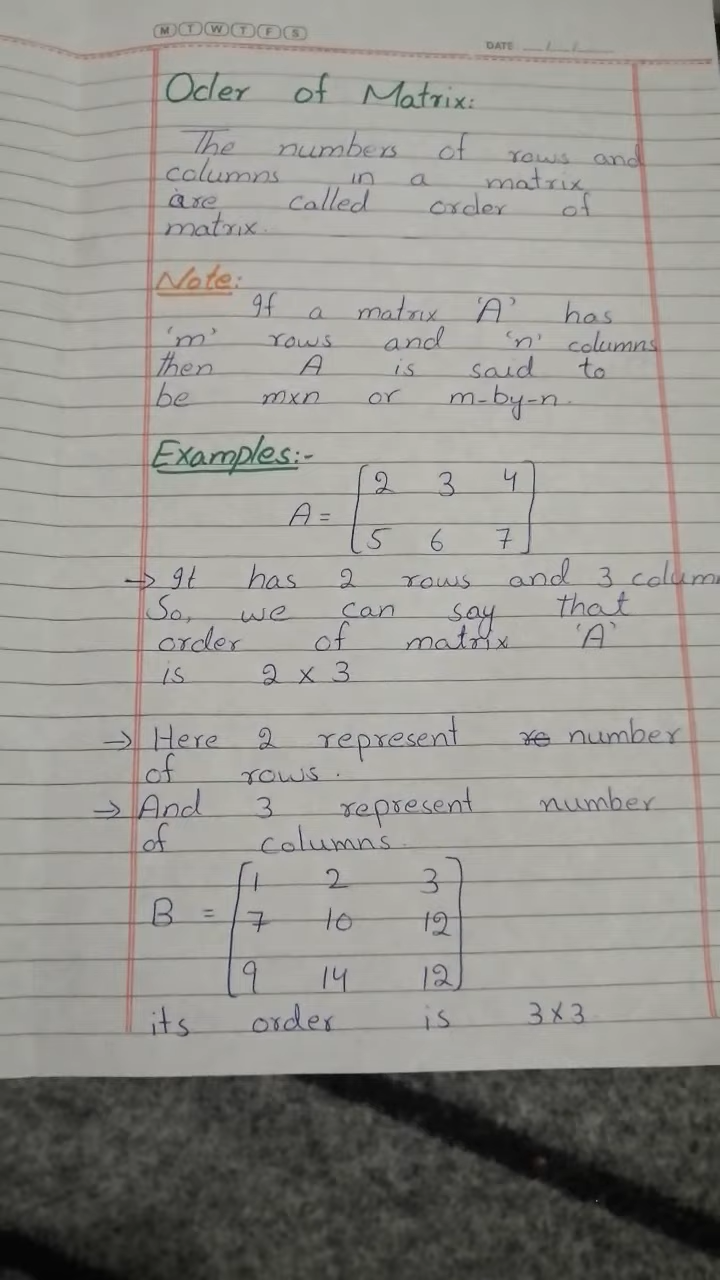 M T W T F S
DATE: __/__/____
Oder of Matrix:
The numbers of rows and
columns in a matrix
are called order of
matrix.
Note:
If a matrix 'A' has
'm' rows and 'n' columns
then A is said to
be mxn or m-by-n.
Examples:-
2 3 4
A =
5 6 7
→ It has 2 rows and 3 colum
So, we can say that
order of matrix 'A'
is 2 x 3
→ Here 2 represent re number
of rows.
→ And 3 represent number
of columns.
1 2 3
B = 7 10 12
9 14 12
its order is 3x3